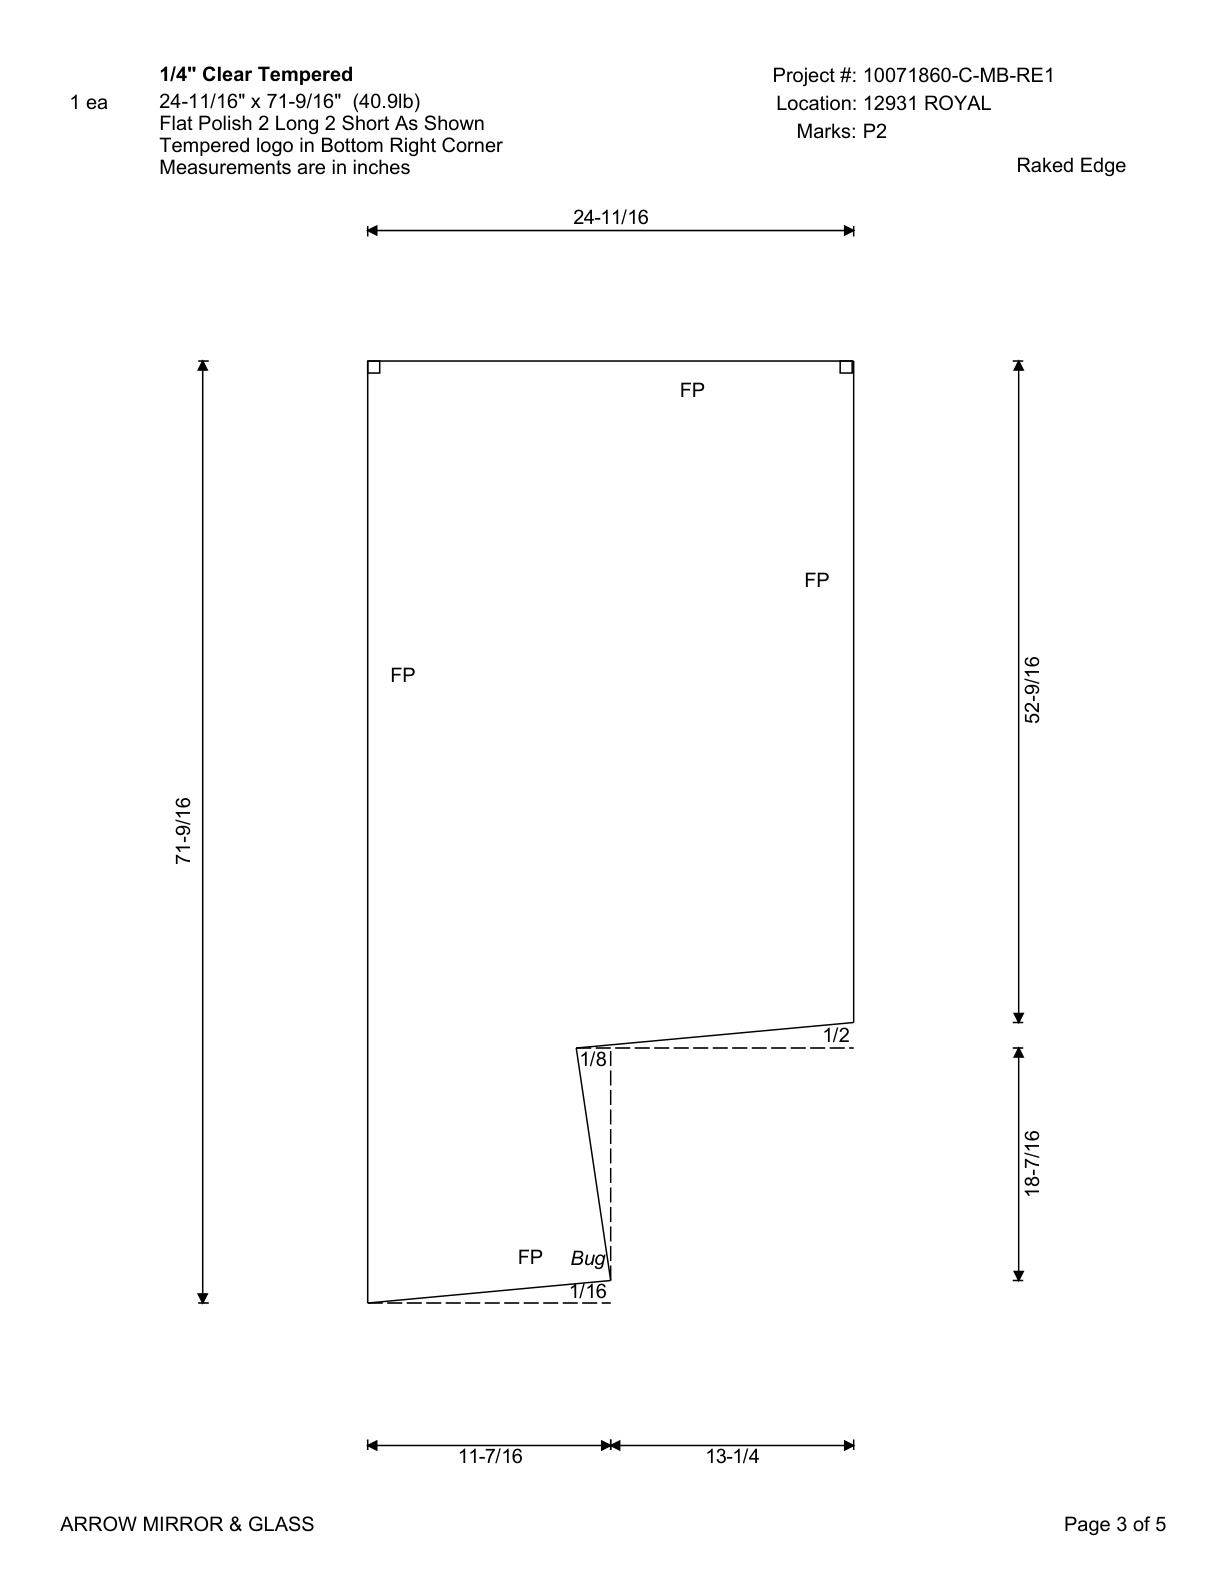 1/4" Clear Tempered
1 ea
24-11/16" x 71-9/16" (40.9lb)
Flat Polish 2 Long 2 Short As Shown
Tempered logo in Bottom Right Corner
Measurements are in inches
Project #: 10071860-C-MB-RE1
Location: 12931 ROYAL
Marks: P2
Raked Edge
24-11/16
FP
FP
FP
52-9/16
71-9/16
1/2
1/8
18-7/16
FP
Bug
1/16
11-7/16
13-1/4
ARROW MIRROR & GLASS
Page 3 of 5